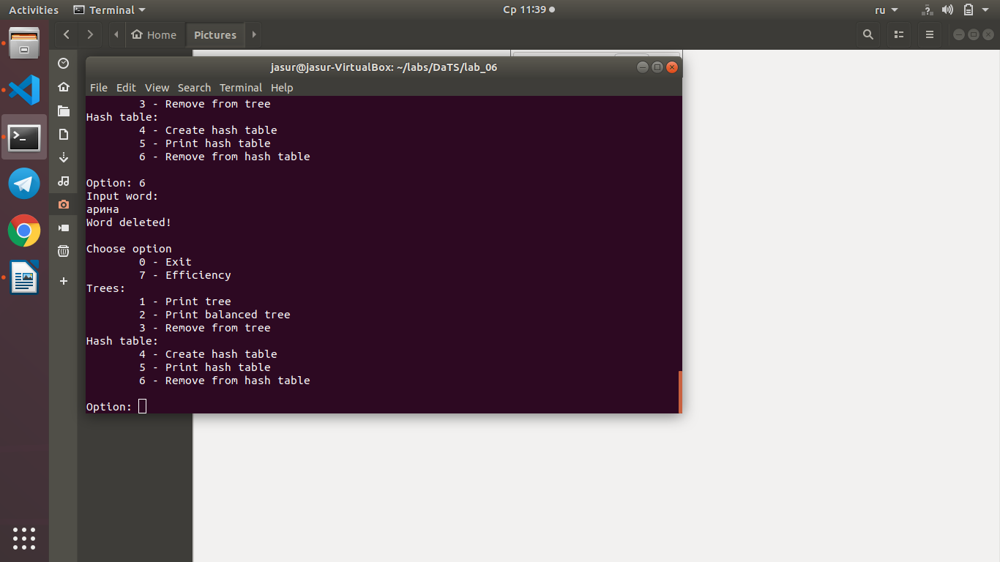 Activities Terminal Ср 11:39 ru
Home Pictures
jasur@jasur-VirtualBox: ~/labs/DaTS/lab_06
File Edit View Search Terminal Help
3 - Remove from tree
Hash table:
4 - Create hash table
5 - Print hash table
6 - Remove from hash table
Option: 6
Input word:
арина
Word deleted!
Choose option
0 - Exit
7 - Efficiency
Trees:
1 - Print tree
2 - Print balanced tree
3 - Remove from tree
Hash table:
4 - Create hash table
5 - Print hash table
6 - Remove from hash table
Option: